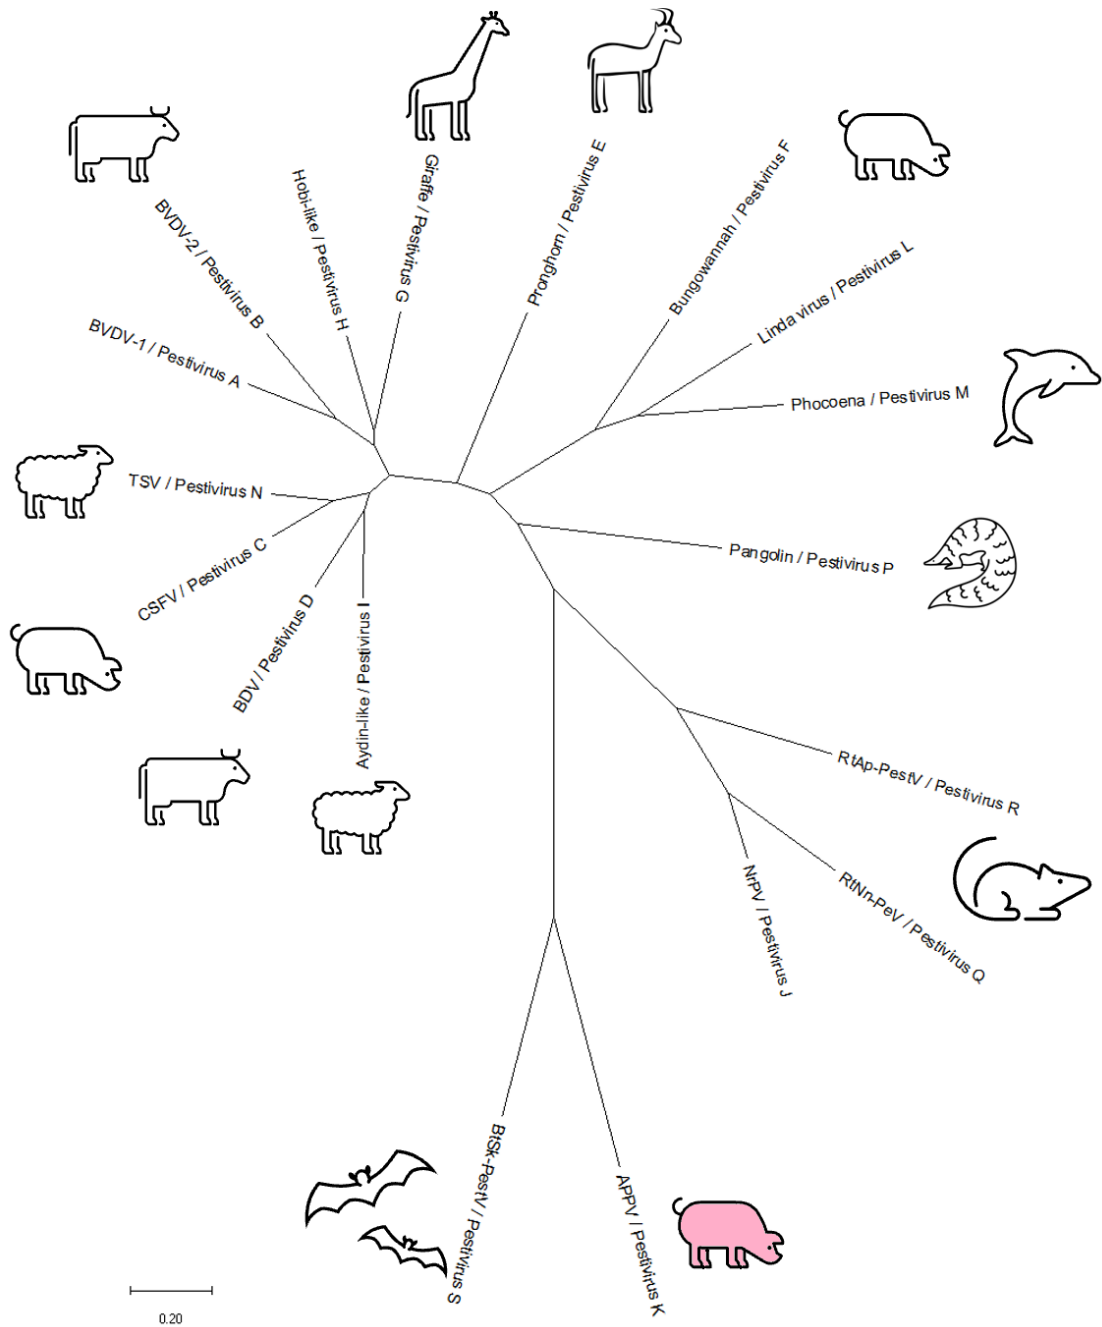 Giraffe / Pestivirus G
Pronghorn / Pestivirus E
Bungowannah / Pestivirus F
Hobi-like / Pestivirus H
BVDV-2 / Pestivirus B
Linda virus / Pestivirus L
BVDV-1 / Pestivirus A
Phocoena / Pestivirus M
TSV / Pestivirus N
CSFV / Pestivirus C
Pangolin / Pestivirus P
BDV / Pestivirus D
Aydin-like / Pestivirus I
RtAp-PestV / Pestivirus R
RtNn-PeV / Pestivirus Q
NrPV / Pestivirus J
BtSk-PestV / Pestivirus S
APPV / Pestivirus K
0.20